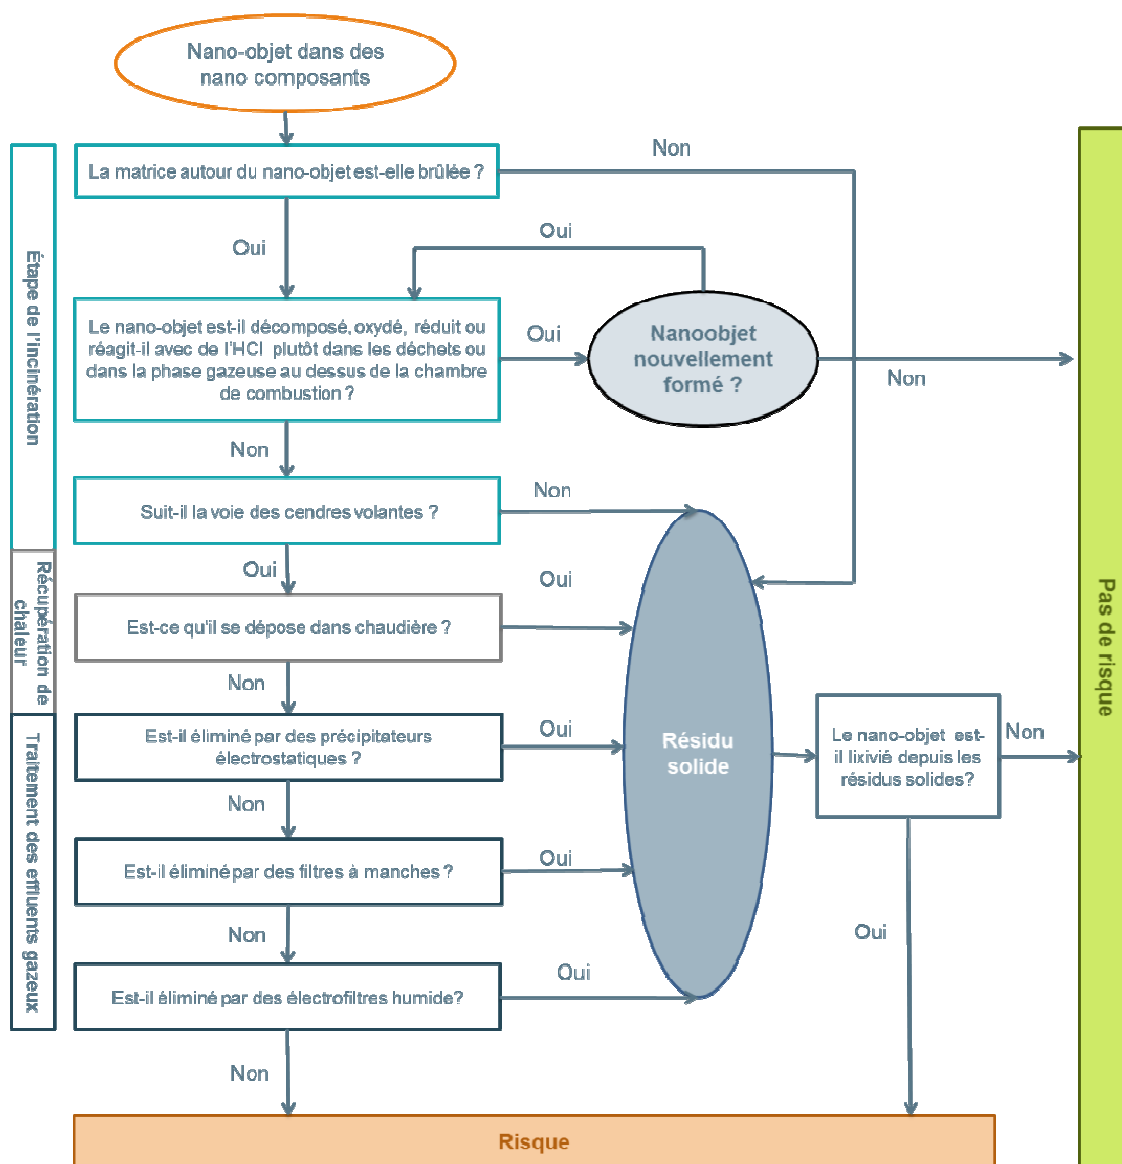 Nano-objet dans des
nano composants
La matrice autour du nano-objet est-elle brûlée ?
Non
Oui
Oui
Étape de l'incinération
Le nano-objet est-il décomposé, oxydé, réduit ou
réagit-il avec de l'HCl plutôt dans les déchets ou
dans la phase gazeuse au dessus de la chambre
de combustion ?
Oui
Nanoobjet
nouvellement
formé ?
Non
Non
Suit-il la voie des cendres volantes ?
Non
Oui
Récupération de
chaleur
Est-ce qu'il se dépose dans chaudière ?
Oui
Non
Traitement des effluents gazeux
Est-il éliminé par des précipitateurs
électrostatiques ?
Oui
Résidu
solide
Le nano-objet est-
il lixivié depuis les
résidus solides?
Non
Pas de risque
Non
Est-il éliminé par des filtres à manches ?
Oui
Oui
Non
Est-il éliminé par des électrofiltres humide?
Oui
Non
Risque